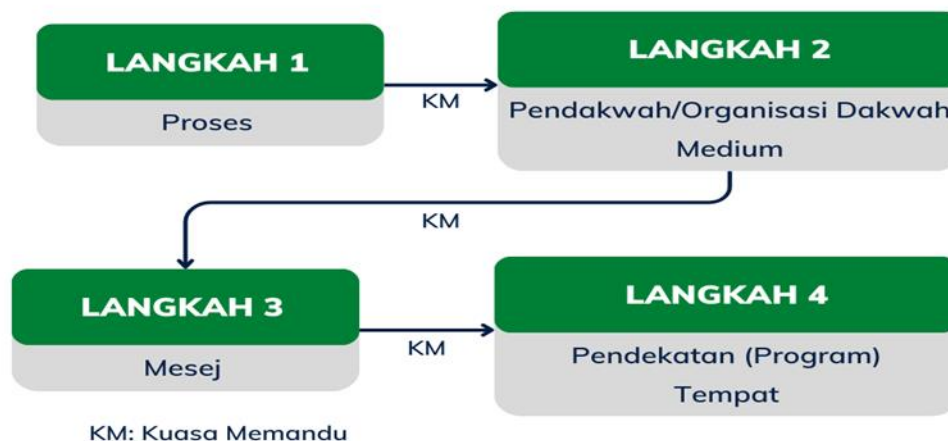 LANGKAH 1
Proses
KM
LANGKAH 2
Pendakwah/Organisasi Dakwah
Medium
KM
LANGKAH 3
Mesej
KM
LANGKAH 4
Pendekatan (Program)
Tempat
KM: Kuasa Memandu